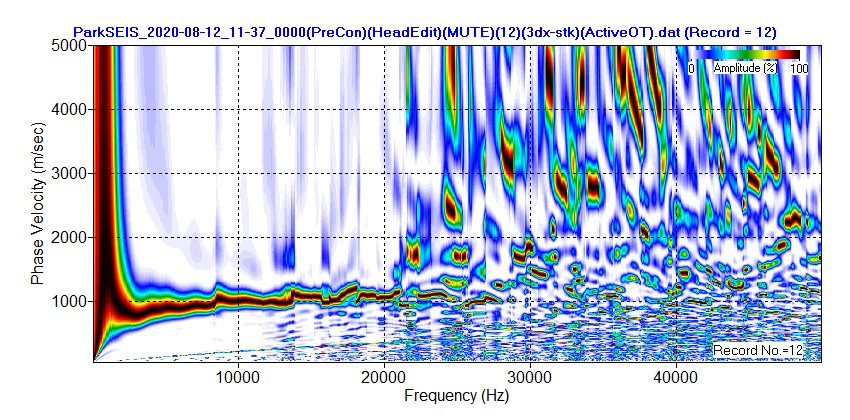 ParkSEIS_2020-08-12_11-37_0000(PreCon)(HeadEdit)(MUTE)(12)(3dx-stk)(ActiveOT).dat (Record = 12)
5000
0 Amplitude (%) 100
4000
3000
Phase Velocity (m/sec)
2000
1000
Record No.=12
10000 20000 30000 40000
Frequency (Hz)